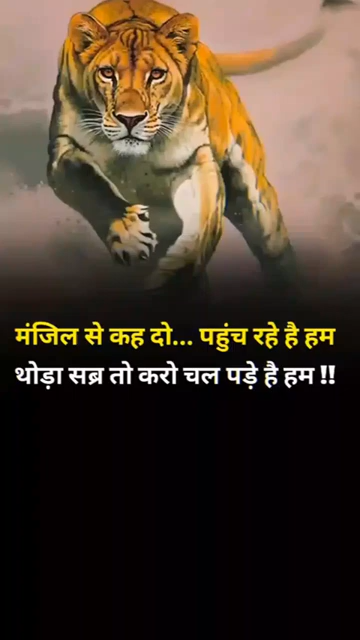 मंजिल से कह दो... पहुंच रहे है हम
थोड़ा सब्र तो करो चल पड़े है हम !!